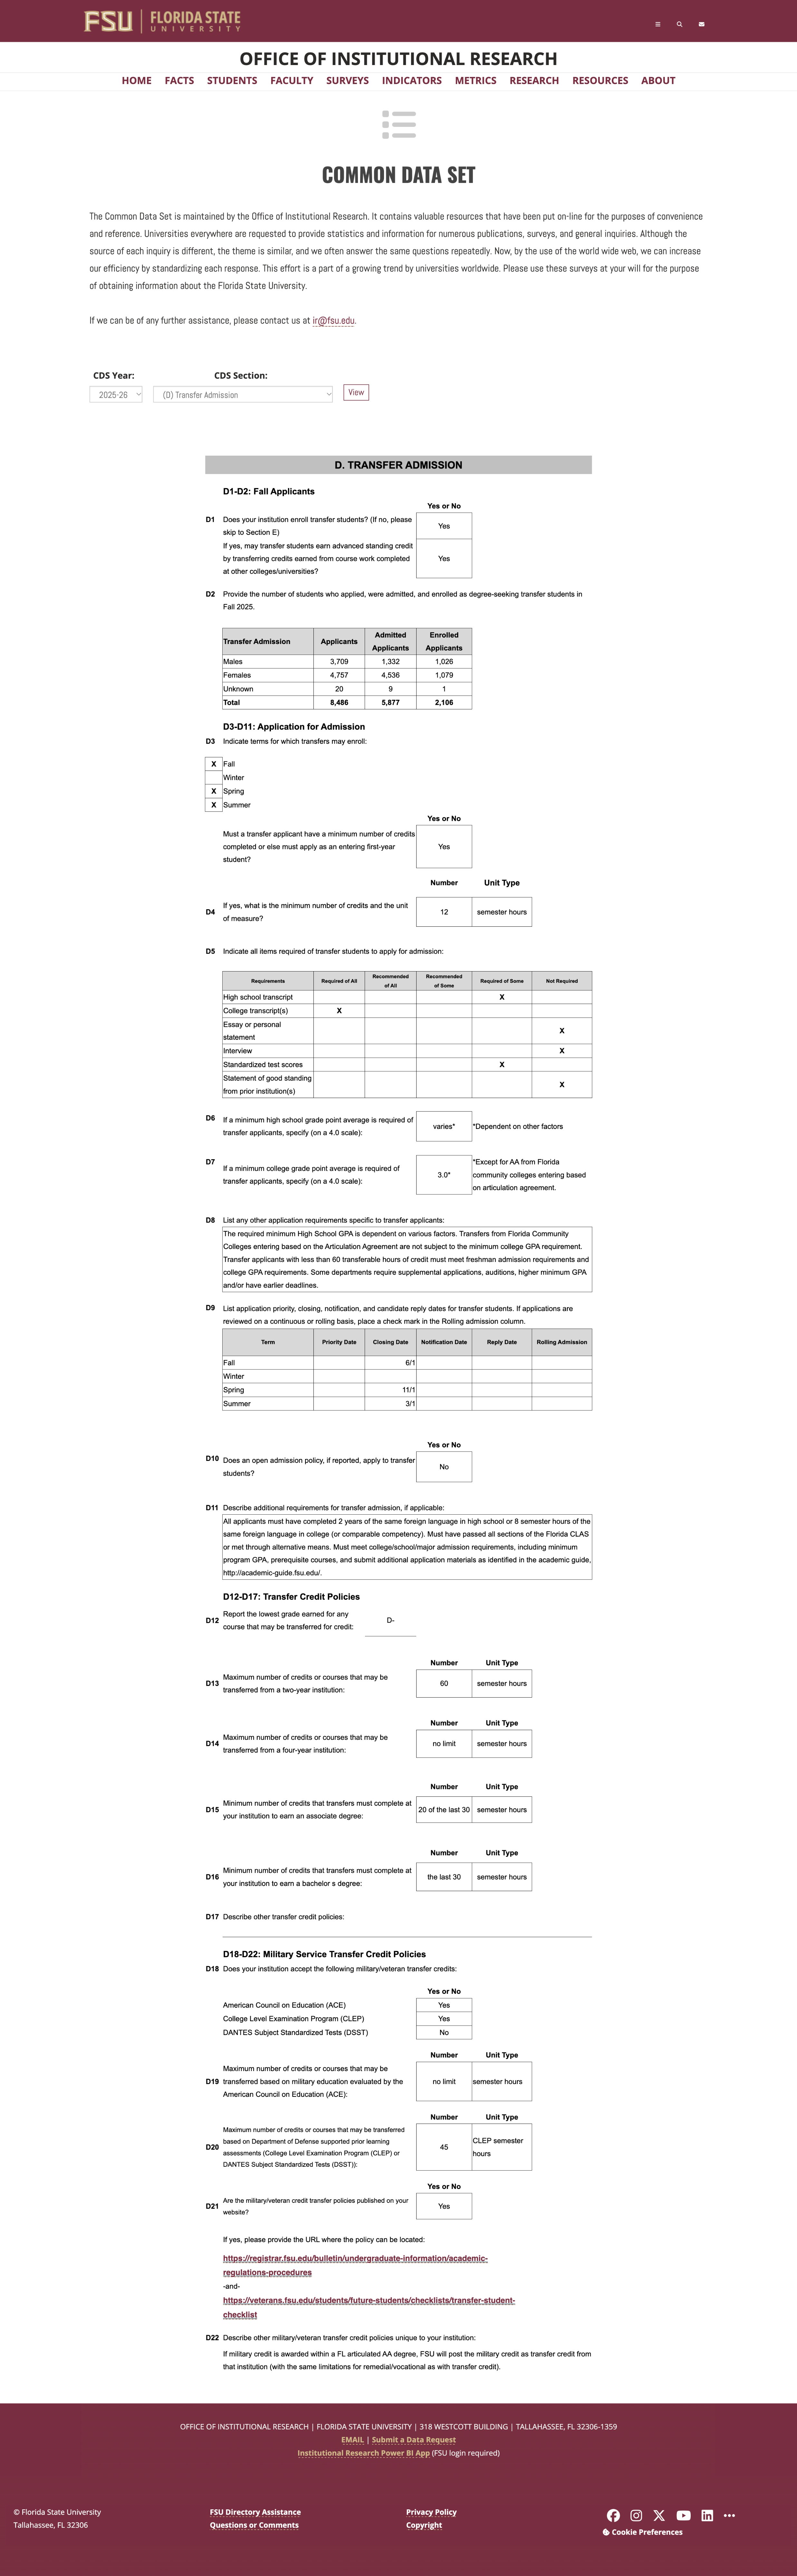 FSU | FLORIDA STATE
UNIVERSITY
OFFICE OF INSTITUTIONAL RESEARCH
HOME FACTS STUDENTS FACULTY SURVEYS INDICATORS METRICS RESEARCH RESOURCES ABOUT
COMMON DATA SET
The Common Data Set is maintained by the Office of Institutional Research. It contains valuable resources that have been put on-line for the purposes of convenience
and reference. Universities everywhere are requested to provide statistics and information for numerous publications, surveys, and general inquiries. Although the
source of each inquiry is different, the theme is similar, and we often answer the same questions repeatedly. Now, by the use of the world wide web, we can increase
our efficiency by standardizing each response. This effort is a part of a growing trend by universities worldwide. Please use these surveys at your will for the purpose
of obtaining information about the Florida State University.
If we can be of any further assistance, please contact us at ir@fsu.edu.
CDS Year: CDS Section:
2025-26 (D) Transfer Admission View
D. TRANSFER ADMISSION
D1-D2: Fall Applicants
Yes or No
D1 Does your institution enroll transfer students? (If no, please
skip to Section E) Yes
If yes, may transfer students earn advanced standing credit
by transferring credits earned from course work completed Yes
at other colleges/universities?
D2 Provide the number of students who applied, were admitted, and enrolled as degree-seeking transfer students in
Fall 2025.
Transfer Admission Applicants Admitted Applicants Enrolled Applicants
Males 3,709 1,332 1,026
Females 4,757 4,536 1,079
Unknown 20 9 1
Total 8,486 5,877 2,106
D3-D11: Application for Admission
D3 Indicate terms for which transfers may enroll:
X Fall
Winter
X Spring
X Summer
Yes or No
Must a transfer applicant have a minimum number of credits
completed or else must apply as an entering first-year Yes
student?
Number Unit Type
D4 If yes, what is the minimum number of credits and the unit
of measure? 12 semester hours
D5 Indicate all items required of transfer students to apply for admission:
Requirements Required of All Recommended of All Recommended of Some Required of Some Not Required
High school transcript X
College transcript(s) X
Essay or personal
statement X
Interview X
Standardized test scores X
Statement of good standing
from prior institution(s) X
D6 If a minimum high school grade point average is required of
transfer applicants, specify (on a 4.0 scale): varies* *Dependent on other factors
D7 If a minimum college grade point average is required of
transfer applicants, specify (on a 4.0 scale): 3.0* *Except for AA from Florida
community colleges entering based
on articulation agreement.
D8 List any other application requirements specific to transfer applicants:
The required minimum High School GPA is dependent on various factors. Transfers from Florida Community
Colleges entering based on the Articulation Agreement are not subject to the minimum college GPA requirement.
Transfer applicants with less than 60 transferable hours of credit must meet freshman admission requirements and
college GPA requirements. Some departments require supplemental applications, auditions, higher minimum GPA
and/or have earlier deadlines.
D9 List application priority, closing, notification, and candidate reply dates for transfer students. If applications are
reviewed on a continuous or rolling basis, place a check mark in the Rolling admission column.
Term Priority Date Closing Date Notification Date Reply Date Rolling Admission
Fall 6/1
Winter
Spring 11/1
Summer 3/1
Yes or No
D10 Does an open admission policy, if reported, apply to transfer
students? No
D11 Describe additional requirements for transfer admission, if applicable:
All applicants must have completed 2 years of the same foreign language in high school or 8 semester hours of the
same foreign language in college (or comparable competency). Must have passed all sections of the Florida CLAS
or met through alternative means. Must meet college/school/major admission requirements, including minimum
program GPA, prerequisite courses, and submit additional application materials as identified in the academic guide,
http://academic-guide.fsu.edu/.
D12-D17: Transfer Credit Policies
D12 Report the lowest grade earned for any
course that may be transferred for credit: D-
Number Unit Type
D13 Maximum number of credits or courses that may be
transferred from a two-year institution: 60 semester hours
Number Unit Type
D14 Maximum number of credits or courses that may be
transferred from a four-year institution: no limit semester hours
Number Unit Type
D15 Minimum number of credits that transfers must complete at
your institution to earn an associate degree: 20 of the last 30 semester hours
Number Unit Type
D16 Minimum number of credits that transfers must complete at
your institution to earn a bachelor s degree: the last 30 semester hours
D17 Describe other transfer credit policies:
D18-D22: Military Service Transfer Credit Policies
D18 Does your institution accept the following military/veteran transfer credits:
Yes or No
American Council on Education (ACE) Yes
College Level Examination Program (CLEP) Yes
DANTES Subject Standardized Tests (DSST) No
Number Unit Type
Maximum number of credits or courses that may be
D19 transferred based on military education evaluated by the no limit semester hours
American Council on Education (ACE):
Number Unit Type
Maximum number of credits or courses that may be transferred
D20 based on Department of Defense supported prior learning
assessments (College Level Examination Program (CLEP) or
DANTES Subject Standardized Tests (DSST)): 45 CLEP semester
hours
Yes or No
D21 Are the military/veteran credit transfer policies published on your
website? Yes
If yes, please provide the URL where the policy can be located:
https://registrar.fsu.edu/bulletin/undergraduate-information/academic-
regulations-procedures
-and-
https://veterans.fsu.edu/students/future-students/checklists/transfer-student-
checklist
D22 Describe other military/veteran transfer credit policies unique to your institution:
If military credit is awarded within a FL articulated AA degree, FSU will post the military credit as transfer credit from
that institution (with the same limitations for remedial/vocational as with transfer credit).
OFFICE OF INSTITUTIONAL RESEARCH | FLORIDA STATE UNIVERSITY | 318 WESTCOTT BUILDING | TALLAHASSEE, FL 32306-1359
EMAIL | Submit a Data Request
Institutional Research Power BI App (FSU login required)
© Florida State University FSU Directory Assistance Privacy Policy
Tallahassee, FL 32306 Questions or Comments Copyright
Cookie Preferences